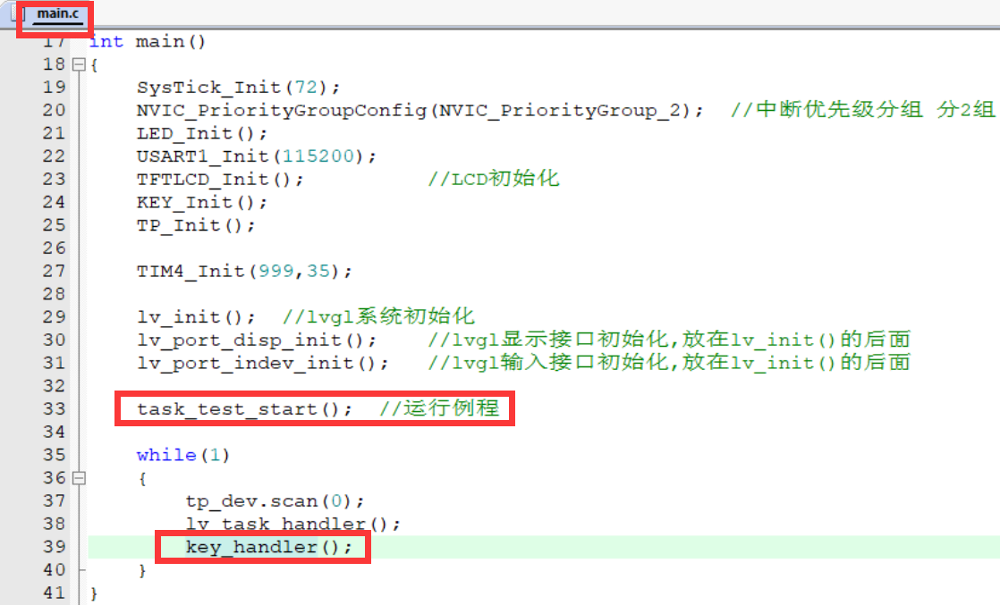 main.c
17 int main()
18 {
19 SysTick_Init(72);
20 NVIC_PriorityGroupConfig(NVIC_PriorityGroup_2); //中断优先级分组 分2组
21 LED_Init();
22 USART1_Init(115200);
23 TFTLCD_Init(); //LCD初始化
24 KEY_Init();
25 TP_Init();
26
27 TIM4_Init(999,35);
28
29 lv_init(); //lvgl系统初始化
30 lv_port_disp_init(); //lvgl显示接口初始化,放在lv_init()的后面
31 lv_port_indev_init(); //lvgl输入接口初始化,放在lv_init()的后面
32
33 task_test_start(); //运行例程
34
35 while(1)
36 {
37 tp_dev.scan(0);
38 lv_task_handler();
39 key_handler();
40 }
41 }